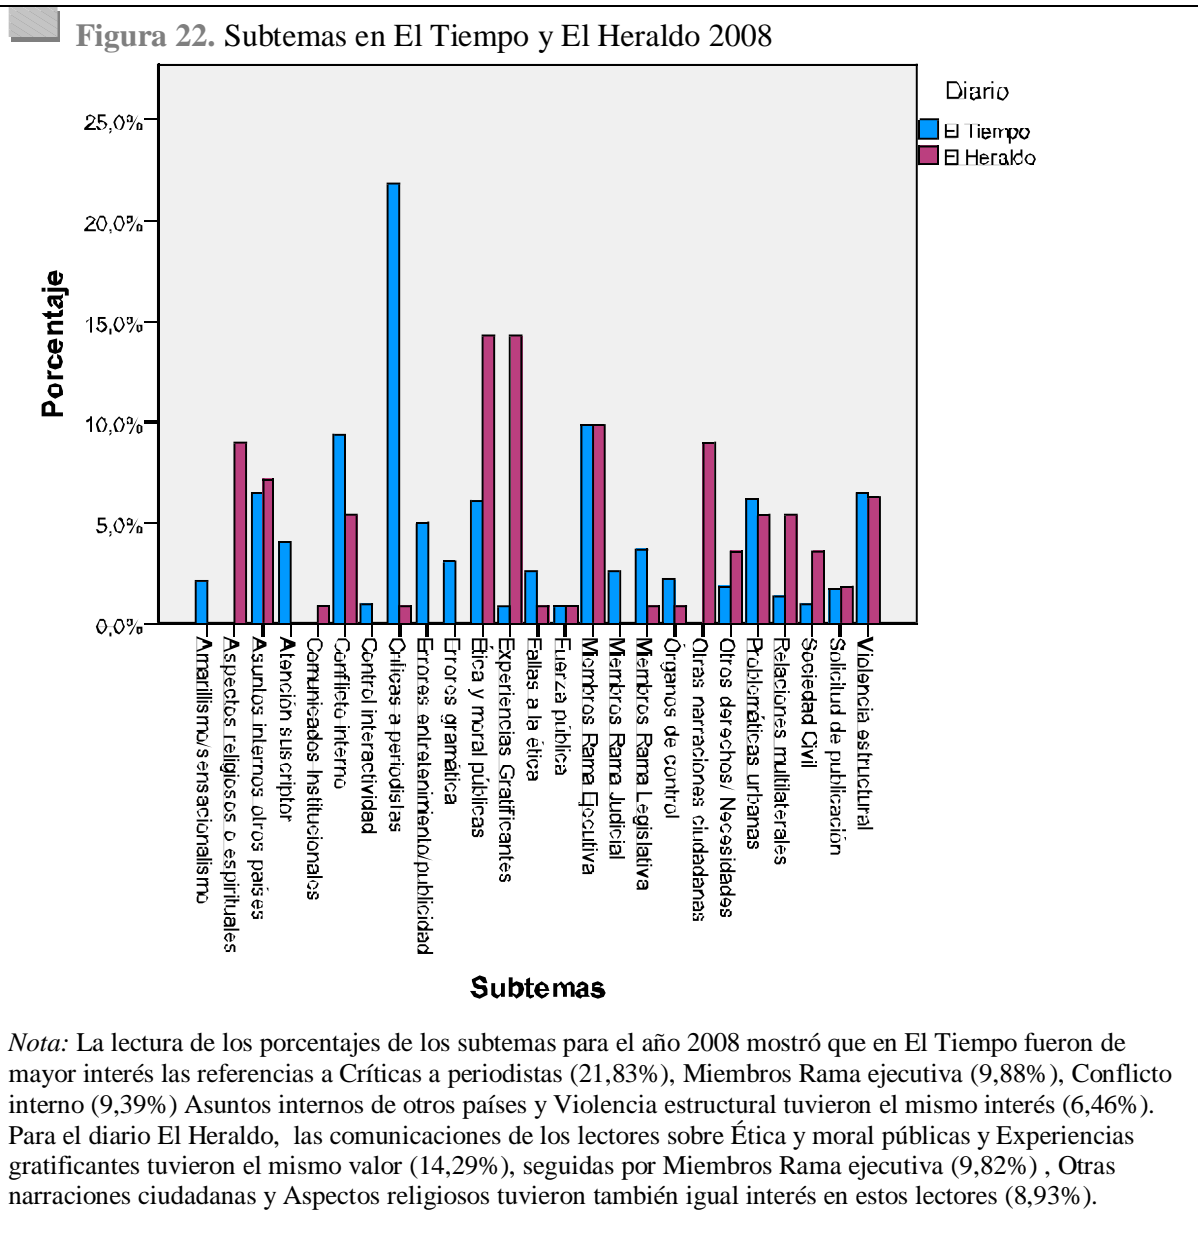 Figura 22. Subtemas en El Tiempo y El Heraldo 2008
Diario
El Tiempo
El Heraldo
Porcentaje
25,0%
20,0%
15,0%
10,0%
5,0%
0,0%
Amarillismo/sensacionalismo
Aspectos religiosos o espirituales
Asuntos internos otros países
Atención suscriptor
Comunicados Institucionales
Conflicto interno
Control interactividad
Críticas a periodistas
Errores entretenimiento/publicidad
Errores gramática
Ética y moral públicas
Experiencias Gratificantes
Fallas a la ética
Fuerza pública
Miembros Rama Ejecutiva
Miembros Rama Judicial
Miembros Rama Legislativa
Órganos de control
Otras narraciones ciudadanas
Otros derechos/ Necesidades
Problemáticas urbanas
Relaciones multilaterales
Sociedad Civil
Solicitud de publicación
Violencia estructural
Subtemas
Nota: La lectura de los porcentajes de los subtemas para el año 2008 mostró que en El Tiempo fueron de
mayor interés las referencias a Críticas a periodistas (21,83%), Miembros Rama ejecutiva (9,88%), Conflicto
interno (9,39%) Asuntos internos de otros países y Violencia estructural tuvieron el mismo interés (6,46%).
Para el diario El Heraldo,  las comunicaciones de los lectores sobre Ética y moral públicas y Experiencias
gratificantes tuvieron el mismo valor (14,29%), seguidas por Miembros Rama ejecutiva (9,82%) , Otras
narraciones ciudadanas y Aspectos religiosos tuvieron también igual interés en estos lectores (8,93%).